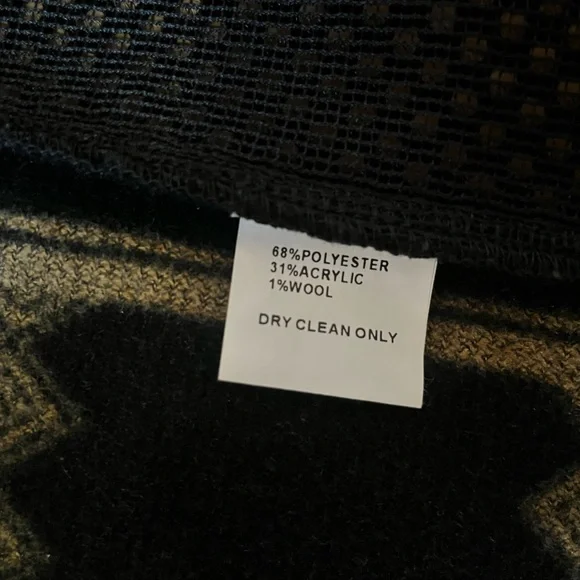 68%POLYESTER
31%ACRYLIC
1%WOOL
DRY CLEAN ONLY